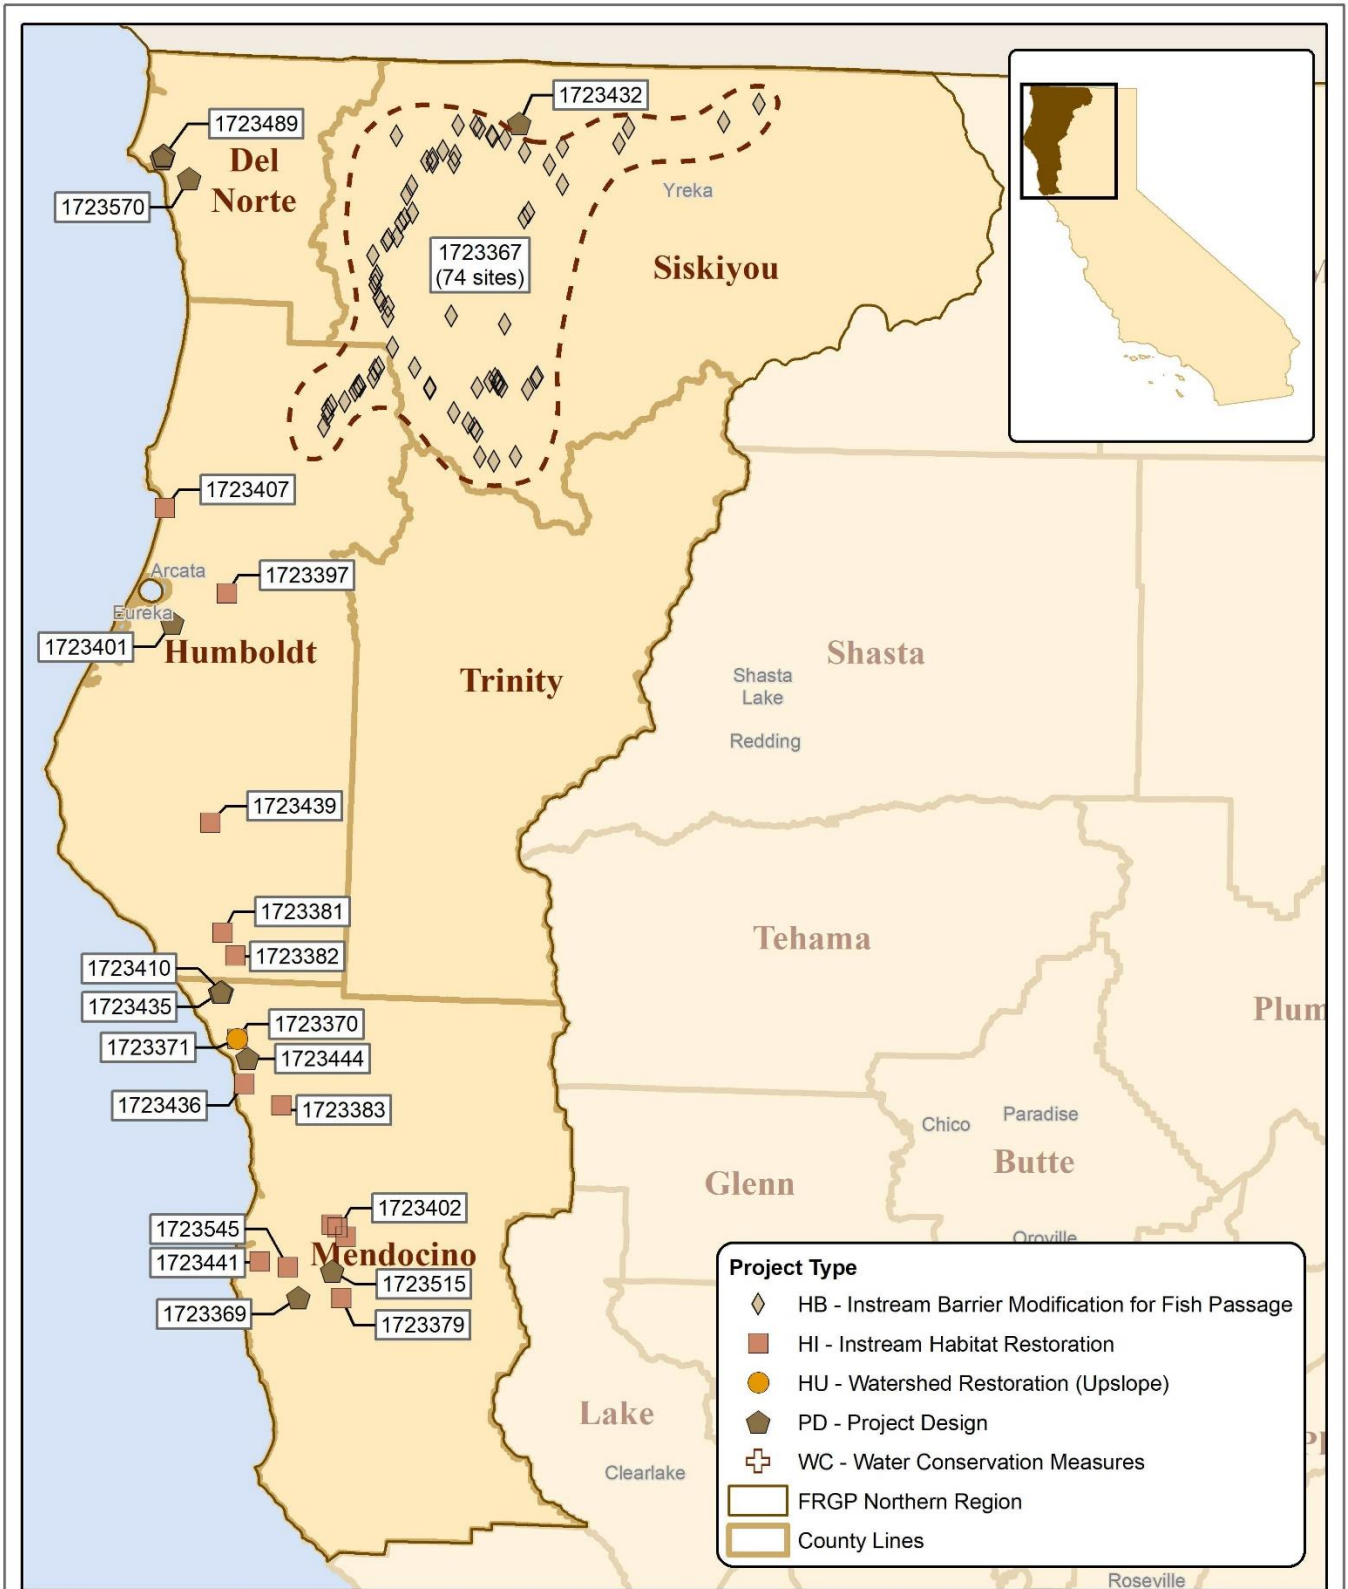 1723432
1723489
Del
Norte
1723570
Yreka
1723367
(74 sites)
Siskiyou
1723407
Arcata
1723397
Eureka
1723401
Humboldt
Trinity
Shasta
Shasta
Lake
Redding
1723439
1723381
1723382
Tehama
1723410
1723435
Plum
1723370
1723371
1723444
1723436
1723383
Chico
Paradise
Butte
Glenn
1723402
1723545
Oroville
1723441
Mendocino
1723515
1723369
1723379
Lake
Clearlake
Project Type
HB - Instream Barrier Modification for Fish Passage
HI - Instream Habitat Restoration
HU - Watershed Restoration (Upslope)
PD - Project Design
WC - Water Conservation Measures
FRGP Northern Region
County Lines
Roseville